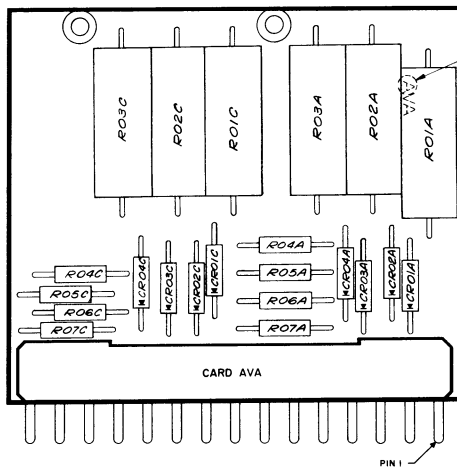 R03C
R02C
R01C
R03A
R02A
AVA
R01A
R04C
R05C
R06C
R07C
*CR04C
*CR03C
*CR02C
*CR01C
R04A
R05A
R06A
R07A
*CR04A
*CR03A
*CR02A
*CR01A
CARD AVA
PIN 1